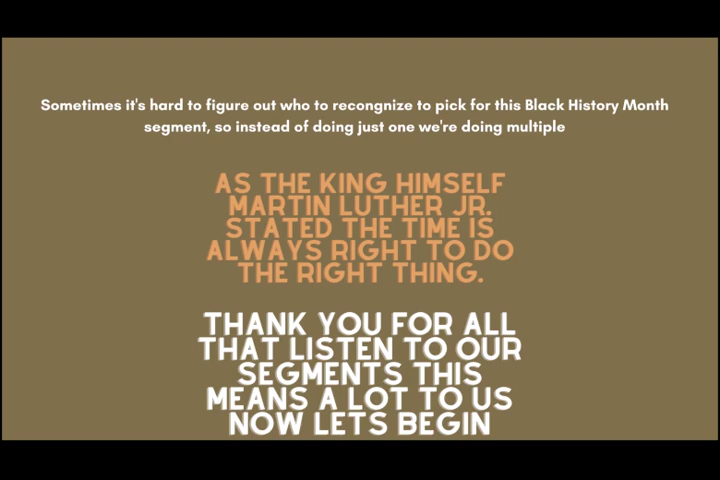 Sometimes it's hard to figure out who to recongnize to pick for this Black History Month
segment, so instead of doing just one we're doing multiple
AS THE KING HIMSELF
MARTIN LUTHER JR.
STATED THE TIME IS
ALWAYS RIGHT TO DO
THE RIGHT THING.
THANK YOU FOR ALL
THAT LISTEN TO OUR
SEGMENTS THIS
MEANS A LOT TO US
NOW LETS BEGIN